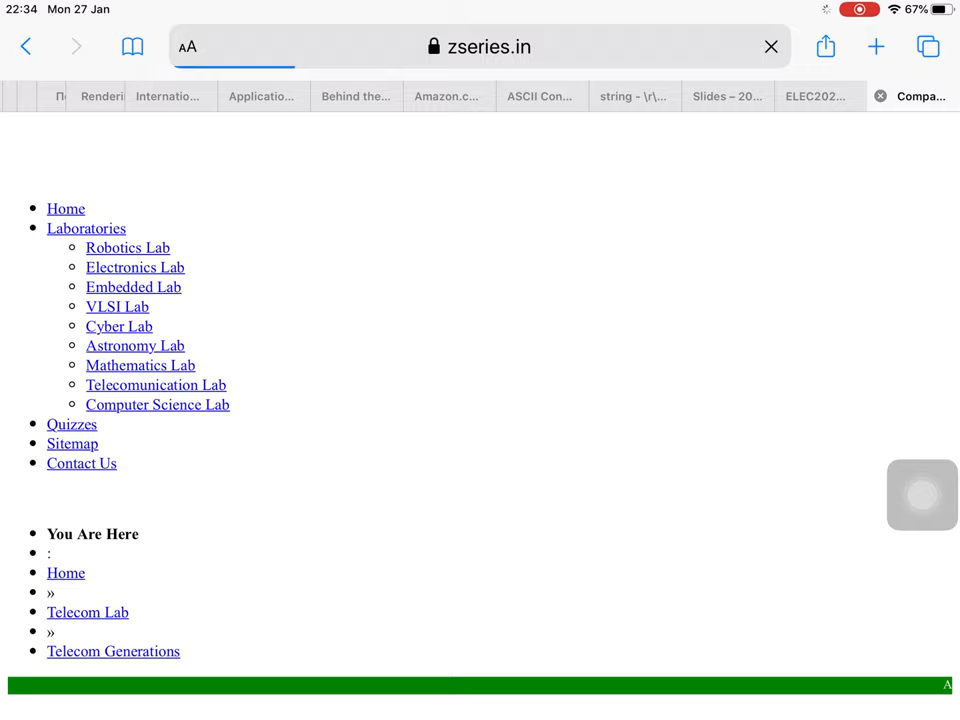 22:34 Mon 27 Jan 67%
AA zseries.in
Renderi Internatio... Applicatio... Behind the... Amazon.c... ASCII Con... string - \r\... Slides – 20... ELEC202... Compa...
Home
Laboratories
Robotics Lab
Electronics Lab
Embedded Lab
VLSI Lab
Cyber Lab
Astronomy Lab
Mathematics Lab
Telecomunication Lab
Computer Science Lab
Quizzes
Sitemap
Contact Us
You Are Here
:
Home
»
Telecom Lab
»
Telecom Generations
A